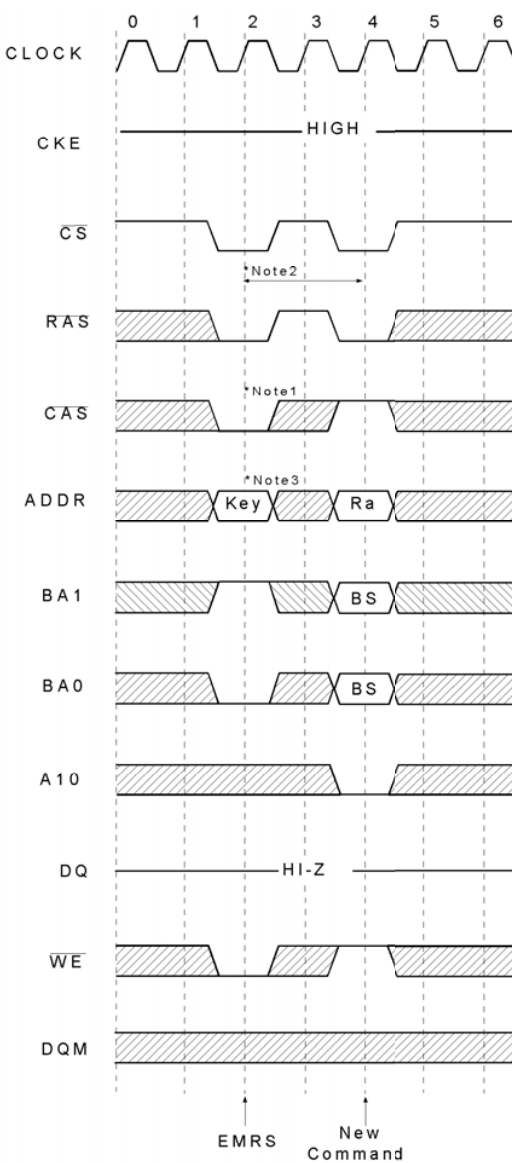 0 1 2 3 4 5 6
CLOCK
CKE HIGH
CS
*Note2
RAS
*Note1
CAS
*Note3
ADDR Key Ra
BA1 BS
BA0 BS
A10
DQ HI-Z
WE
DQM
EMRS New
Command